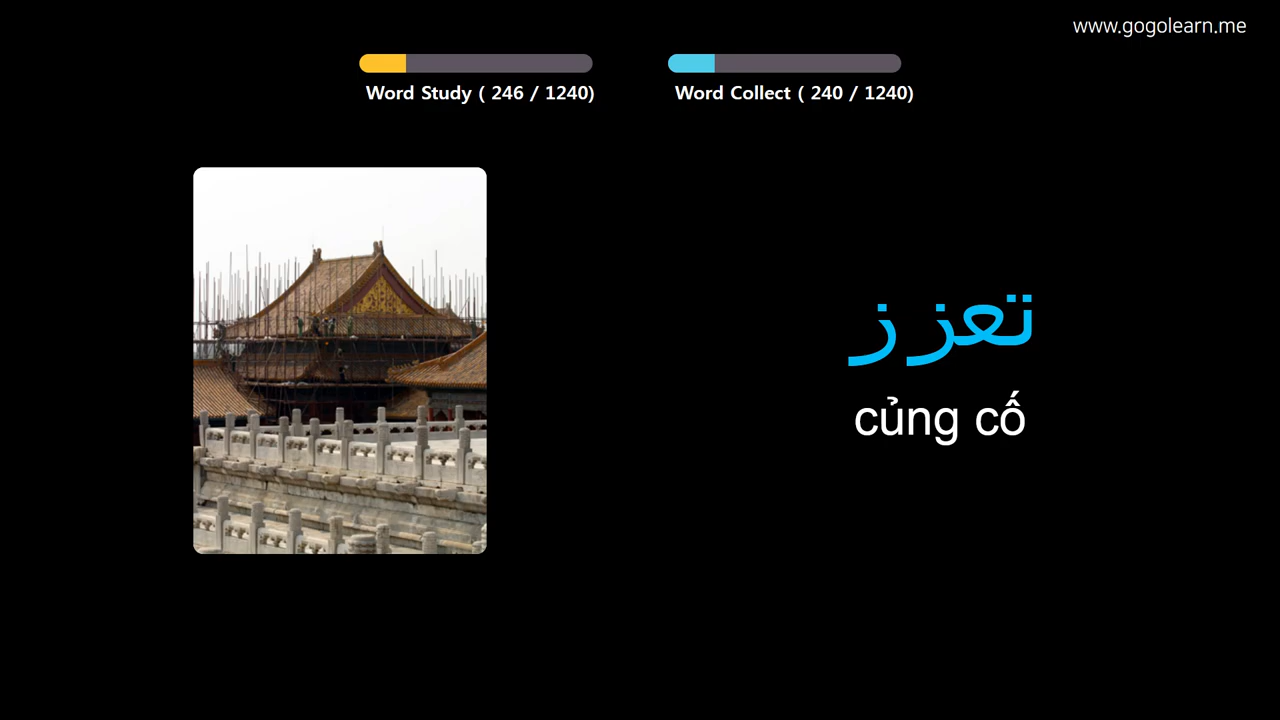 www.gogolearn.me
Word Study ( 246 / 1240)
Word Collect ( 240 / 1240)
تعزز
củng cố